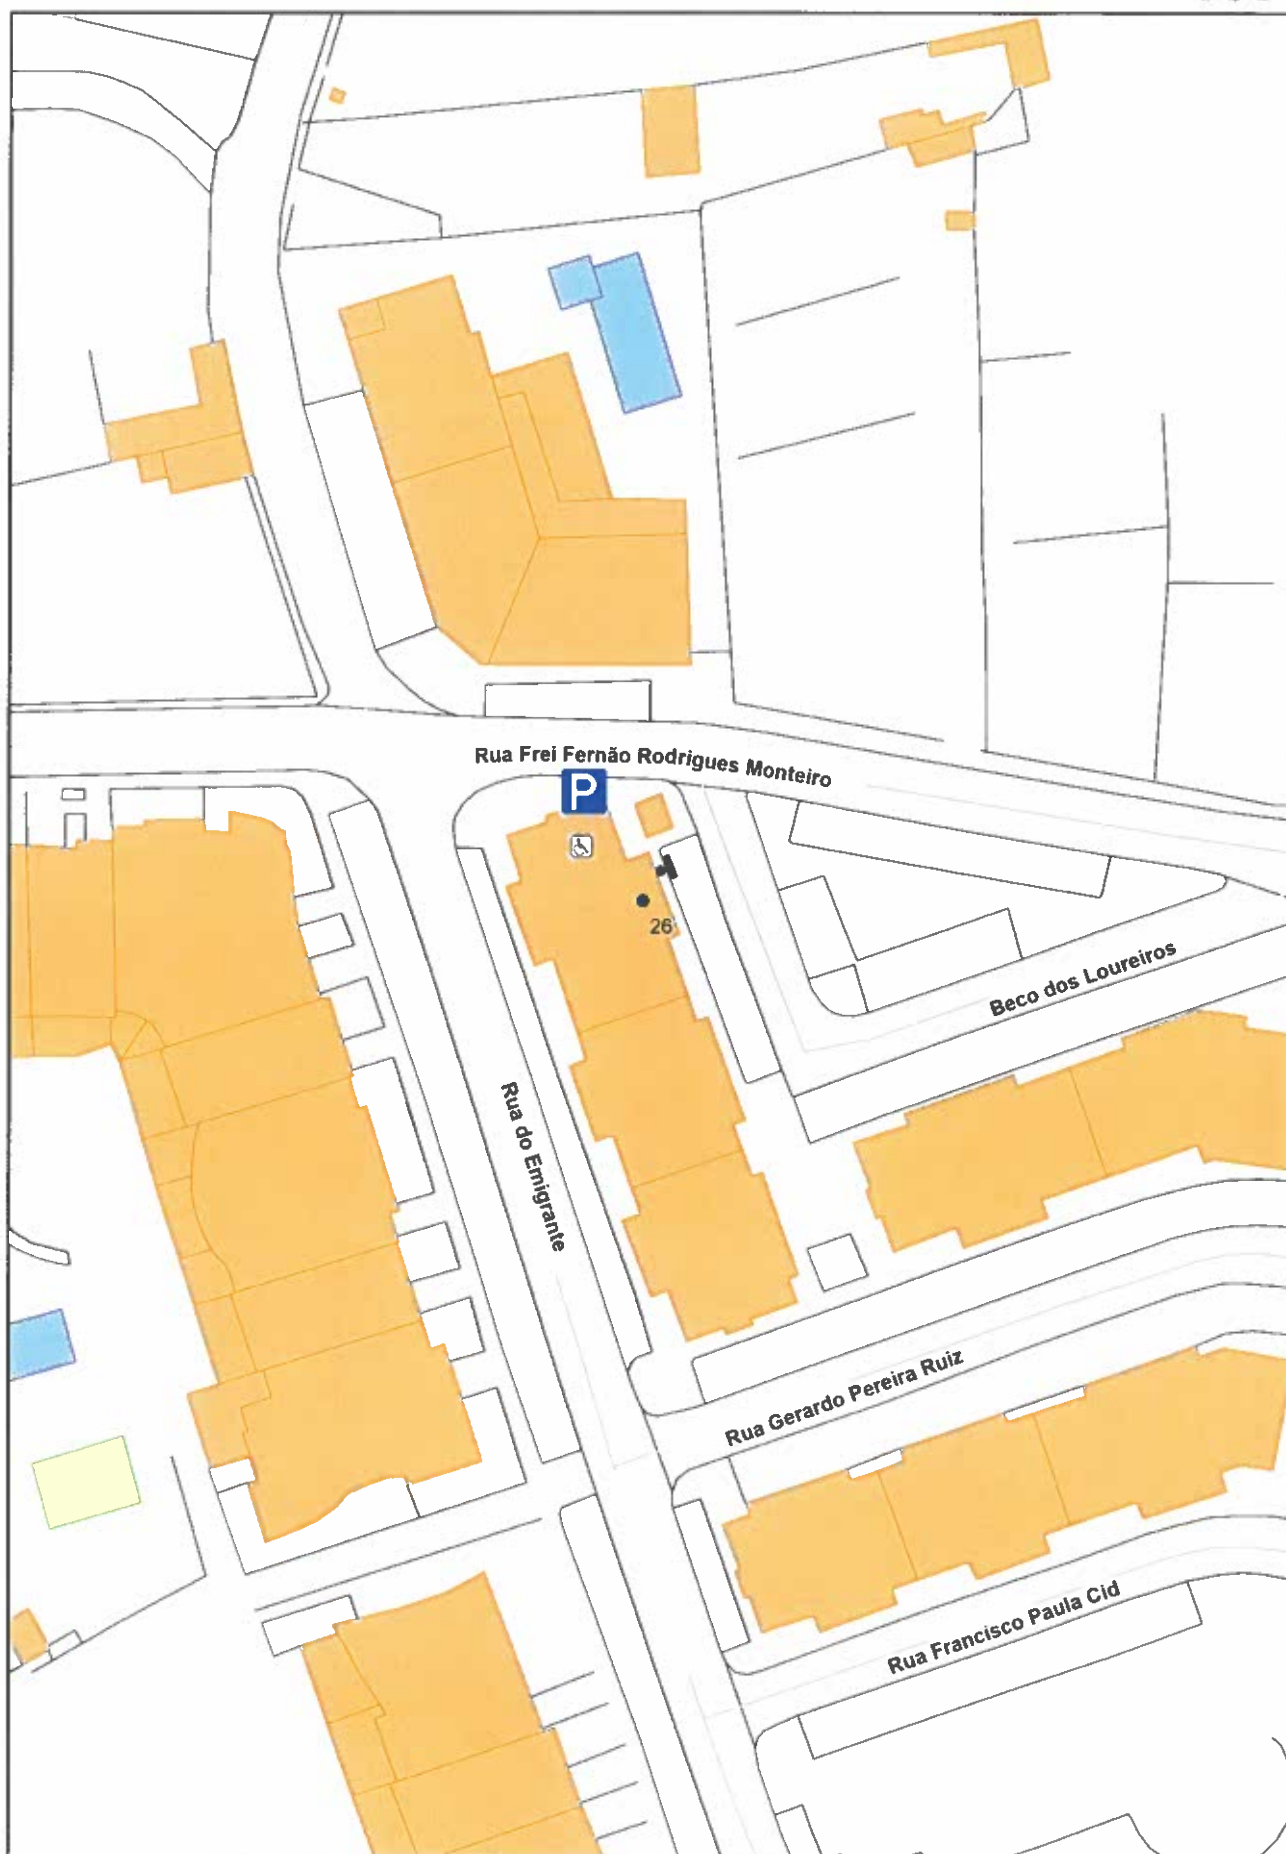 Rua Frei Fernão Rodrigues Monteiro
P
26
Beco dos Loureiros
Rua do Emigrante
Rua Gerardo Pereira Ruiz
Rua Francisco Paula Cid